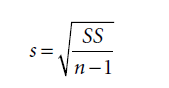 s = √(SS / (n − 1))